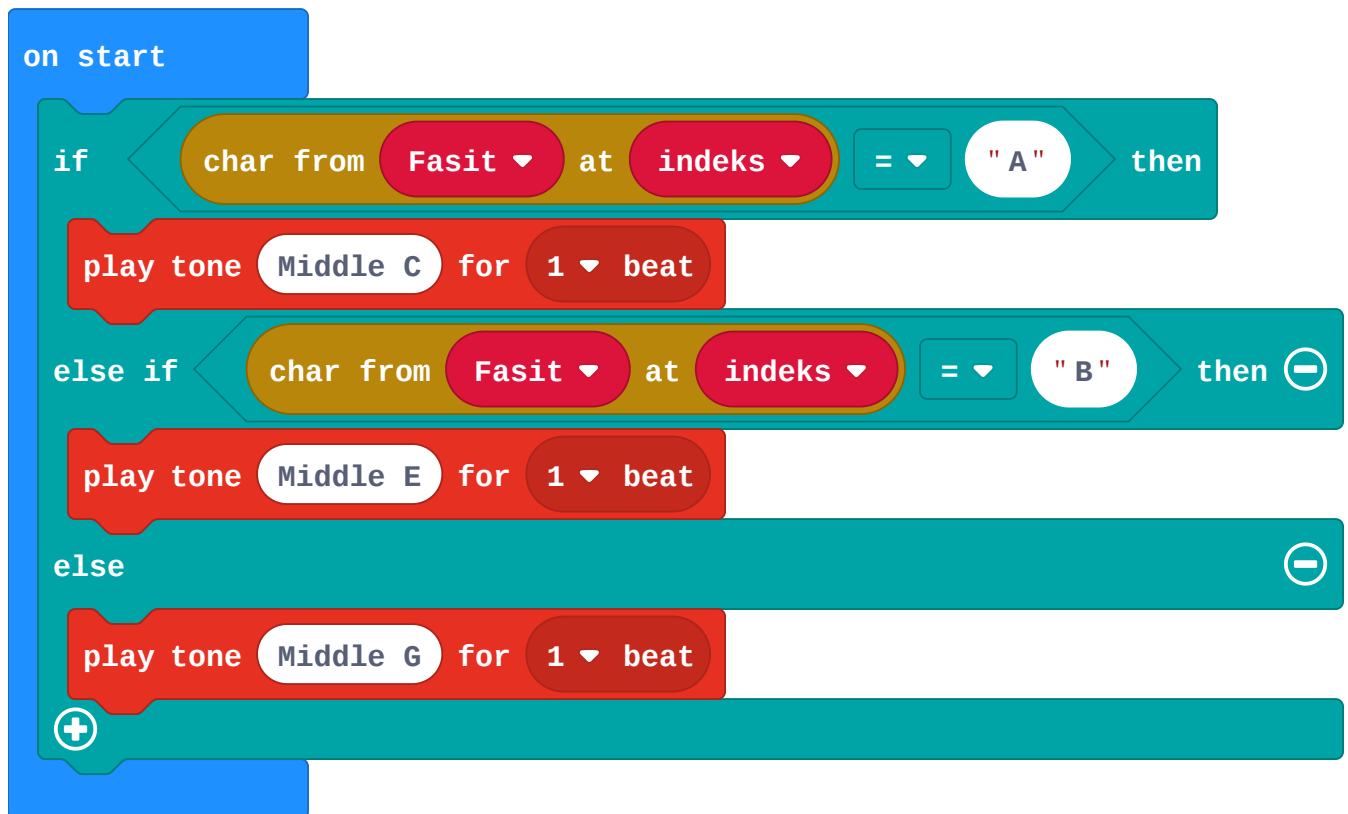 on start
if char from Fasit at indeks = "A" then
play tone Middle C for 1 beat
else if char from Fasit at indeks = "B" then
play tone Middle E for 1 beat
else
play tone Middle G for 1 beat